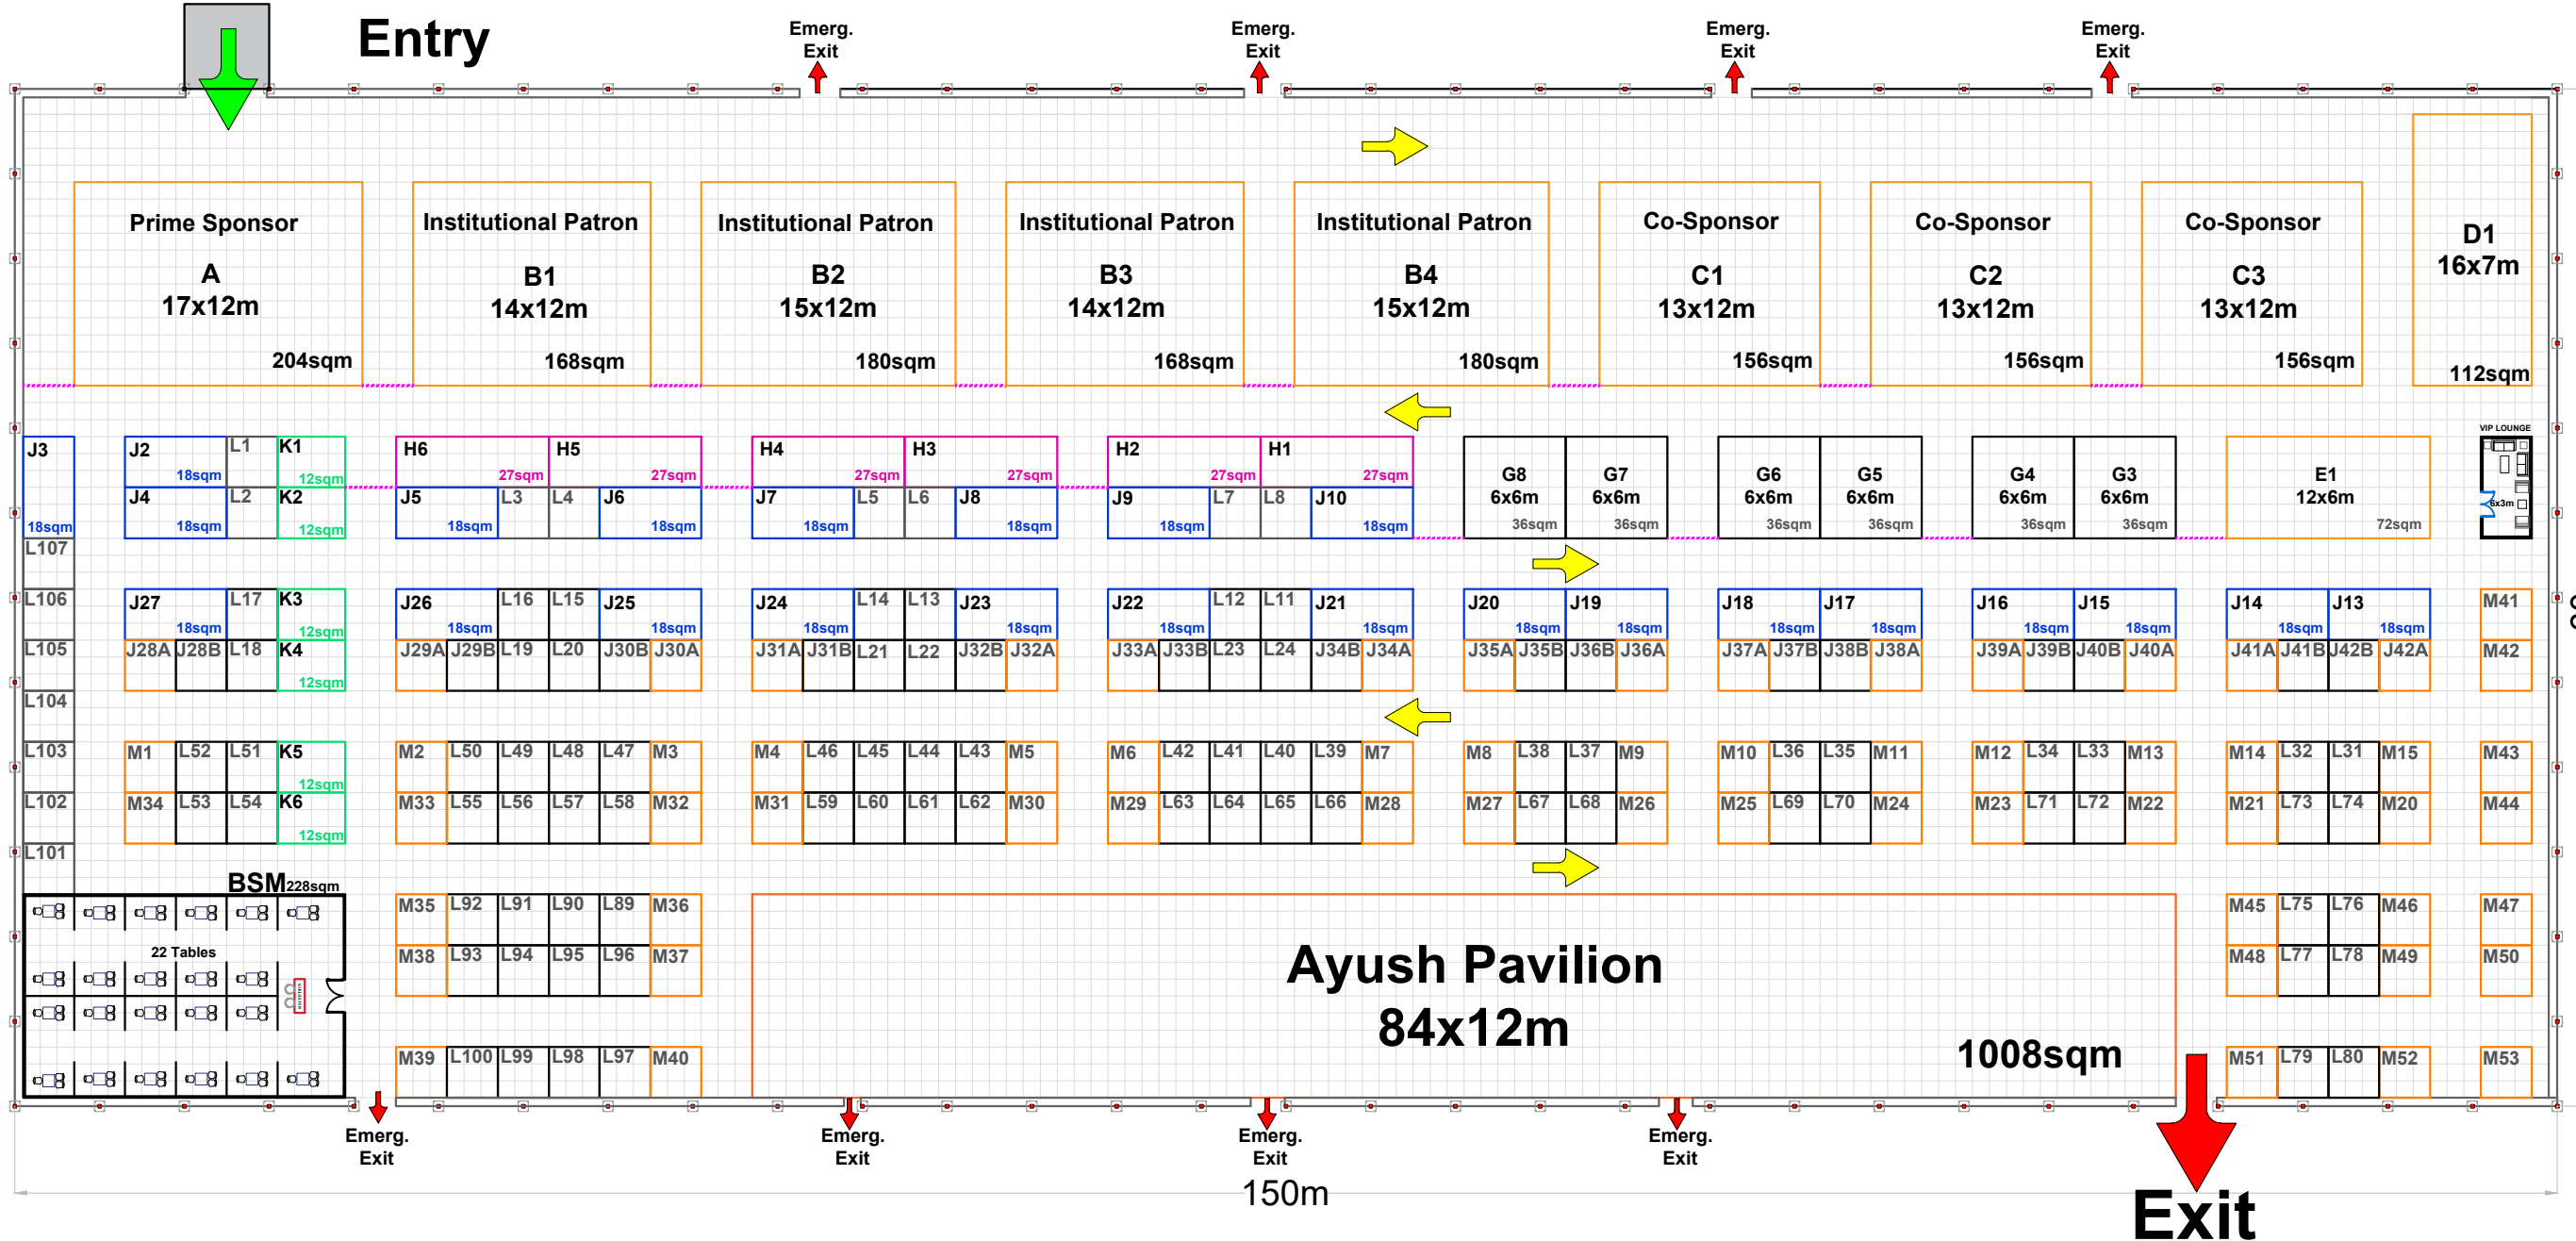 Entry
Emerg.
Exit
Emerg.
Exit
Emerg.
Exit
Emerg.
Exit
Prime Sponsor
A
17x12m
204sqm
Institutional Patron
B1
14x12m
168sqm
Institutional Patron
B2
15x12m
180sqm
Institutional Patron
B3
14x12m
168sqm
Institutional Patron
B4
15x12m
180sqm
Co-Sponsor
C1
13x12m
156sqm
Co-Sponsor
C2
13x12m
156sqm
Co-Sponsor
C3
13x12m
156sqm
D1
16x7m
112sqm
J3
18sqm
J2
18sqm
L1
K1
12sqm
H6
27sqm
H5
27sqm
H4
27sqm
H3
27sqm
H2
27sqm
H1
27sqm
J4
18sqm
L2
K2
12sqm
J5
18sqm
L3
L4
J6
18sqm
J7
18sqm
L5
L6
J8
18sqm
J9
18sqm
L7
L8
J10
18sqm
G8
6x6m
36sqm
G7
6x6m
36sqm
G6
6x6m
36sqm
G5
6x6m
36sqm
G4
6x6m
36sqm
G3
6x6m
36sqm
E1
12x6m
72sqm
VIP LOUNGE
6x3m
L107
L106
J27
18sqm
L17
K3
12sqm
J26
18sqm
L16
L15
J25
18sqm
J24
18sqm
L14
L13
J23
18sqm
J22
18sqm
L12
L11
J21
18sqm
J20
18sqm
J19
18sqm
J18
18sqm
J17
18sqm
J16
18sqm
J15
18sqm
J14
18sqm
J13
18sqm
M41
L105
J28A
J28B
L18
K4
12sqm
J29A
J29B
L19
L20
J30B
J30A
J31A
J31B
L21
L22
J32B
J32A
J33A
J33B
L23
L24
J34B
J34A
J35A
J35B
J36B
J36A
J37A
J37B
J38B
J38A
J39A
J39B
J40B
J40A
J41A
J41B
J42B
J42A
M42
L104
L103
M1
L52
L51
K5
12sqm
M2
L50
L49
L48
L47
M3
M4
L46
L45
L44
L43
M5
M6
L42
L41
L40
L39
M7
M8
L38
L37
M9
M10
L36
L35
M11
M12
L34
L33
M13
M14
L32
L31
M15
M43
L102
M34
L53
L54
K6
12sqm
M33
L55
L56
L57
L58
M32
M31
L59
L60
L61
L62
M30
M29
L63
L64
L65
L66
M28
M27
L67
L68
M26
M25
L69
L70
M24
M23
L71
L72
M22
M21
L73
L74
M20
M44
L101
BSM 228sqm
22 Tables
RECEPTION
M35
L92
L91
L90
L89
M36
M38
L93
L94
L95
L96
M37
M39
L100
L99
L98
L97
M40
Ayush Pavilion
84x12m
1008sqm
M45
L75
L76
M46
M47
M48
L77
L78
M49
M50
M51
L79
L80
M52
M53
Emerg.
Exit
Emerg.
Exit
Emerg.
Exit
Emerg.
Exit
150m
Exit